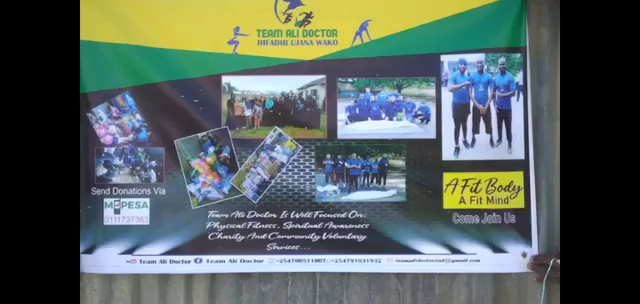 TEAM ALI DOCTOR
HIFADHI UJANA WAKO
Send Donations Via
MPESA
0111737363
A Fit Body
A Fit Mind
Come Join Us
Team Ali Doctor Is Well Focused On:
Physical Fitness, Spiritual Awareness
Charity And Community Voluntary
Services...
Team Ali Doctor Team Ali Doctor